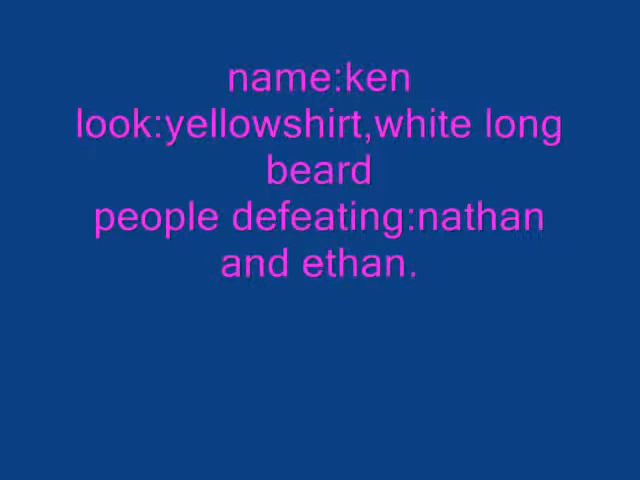 name:ken
look:yellowshirt,white long
beard
people defeating:nathan
and ethan.